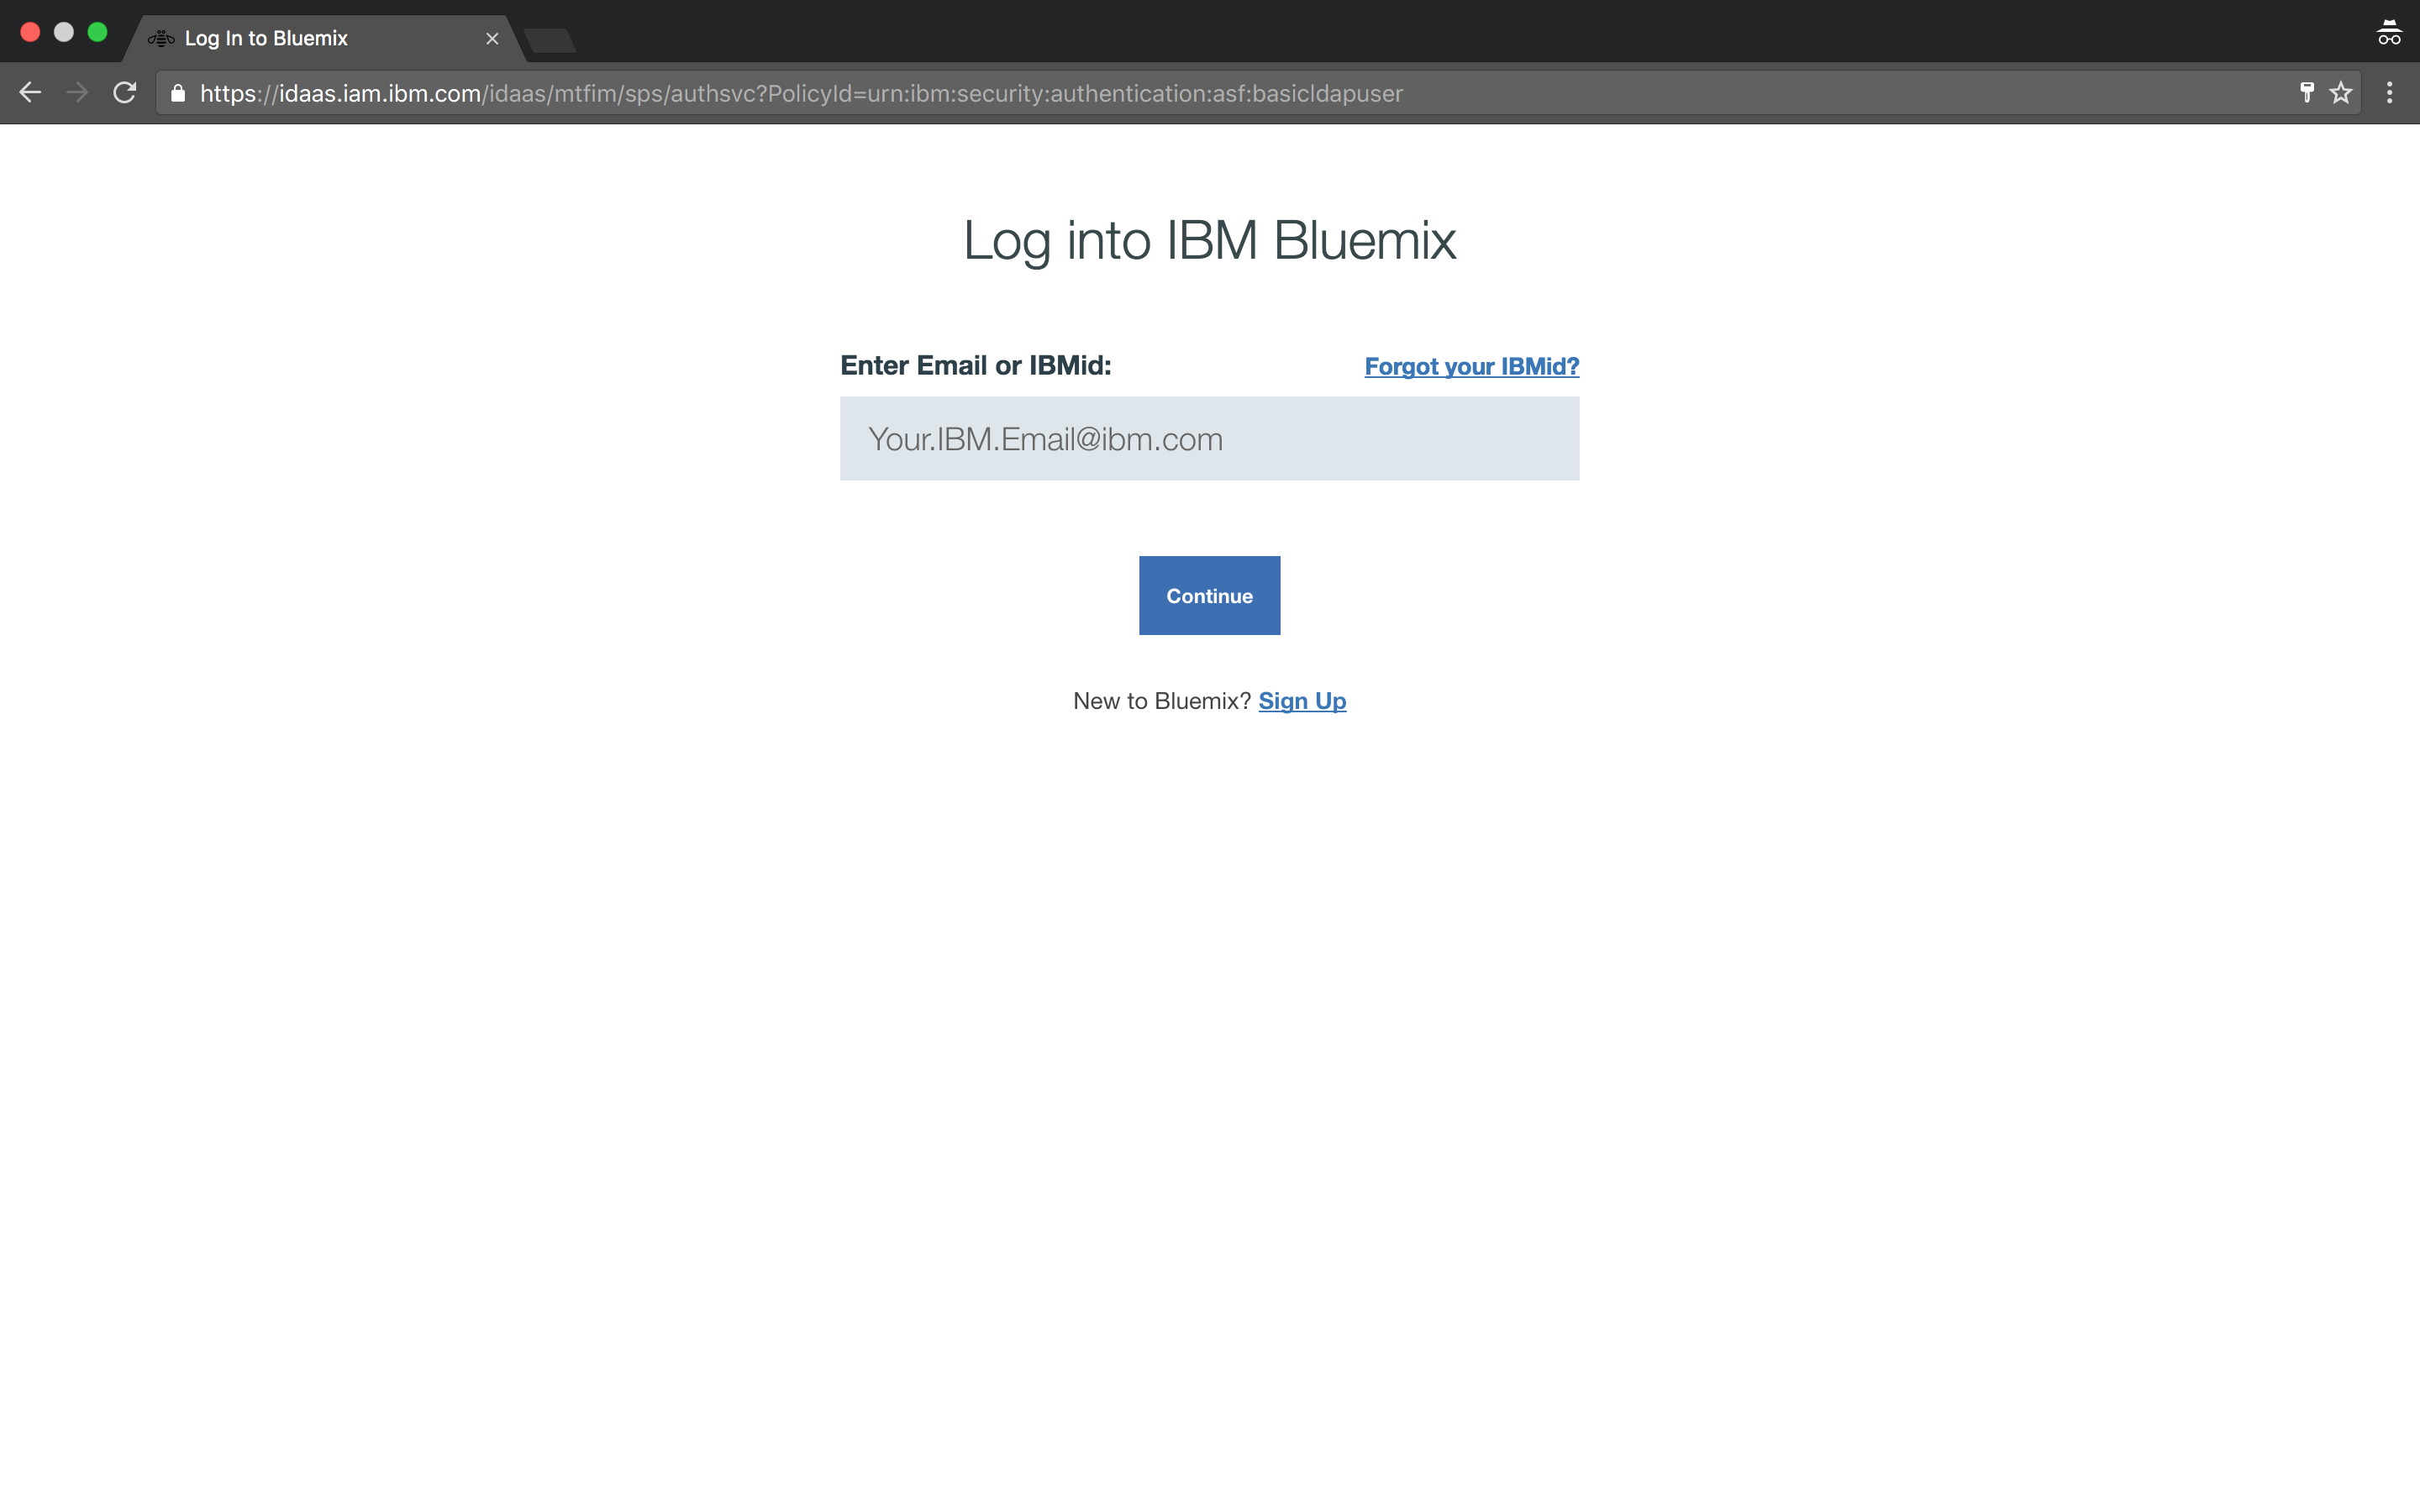 Log In to Bluemix
https://idaas.iam.ibm.com/idaas/mtfim/sps/authsvc?PolicyId=urn:ibm:security:authentication:asf:basicldapuser
Log into IBM Bluemix
Enter Email or IBMid: Forgot your IBMid?
Your.IBM.Email@ibm.com
Continue
New to Bluemix? Sign Up